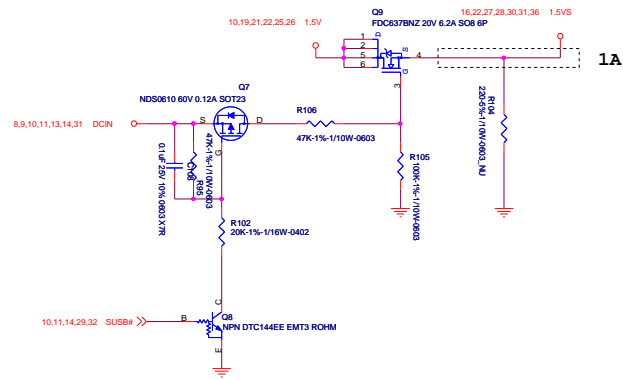 Q9
FDC637BNZ 20V 6.2A SO8 6P
10,19,21,22,25,26 1.5V
16,22,27,28,30,31,36 1.5VS
1
2
5
6
D
S
4
G
3
1A
Q7
NDS0610 60V 0.12A SOT23
8,9,10,11,13,14,31 DCIN
S
D
G
R106
47K-1%-1/10W-0603
R104
220-5%-1/10W-0603_NU
R105
100K-1%-1/10W-0603
0.1uF 25V 10% 0603 X7R
R95
47K-1%-1/10W-0603
R102
20K-1%-1/16W-0402
C
10,11,14,29,32 SUSB#
B
Q8
NPN DTC144EE EMT3 ROHM
E